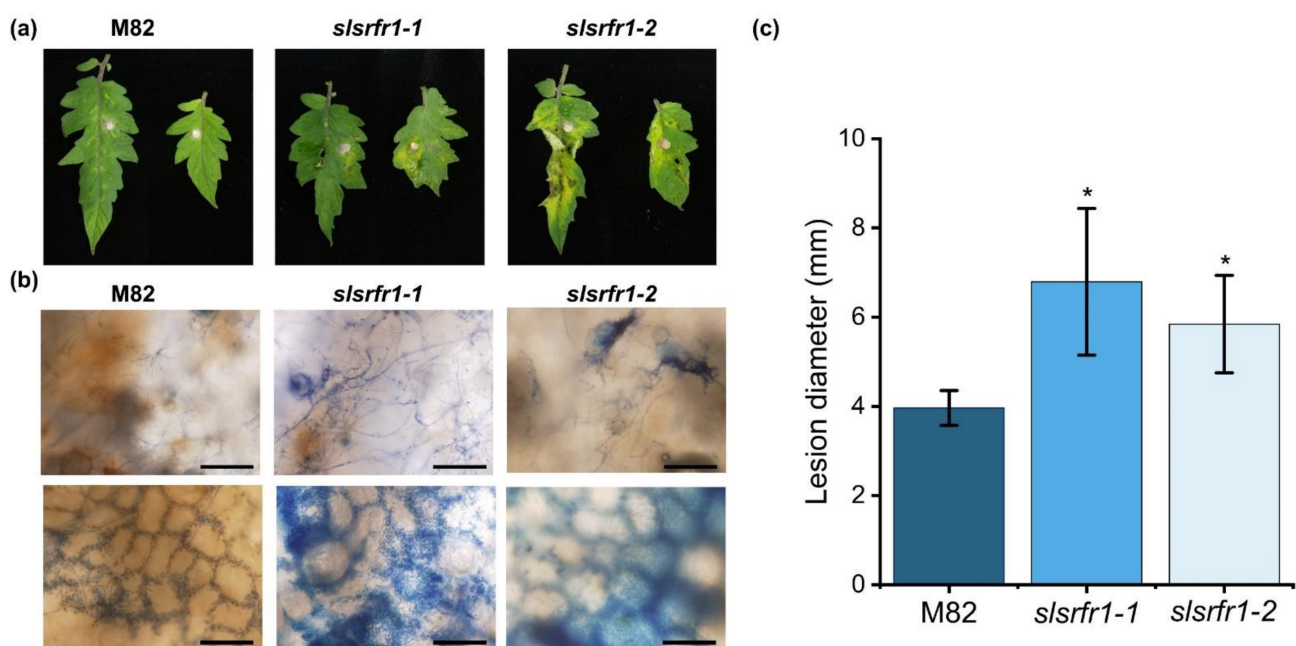 (a)
M82
slsrfr1-1
slsrfr1-2
(b)
M82
slsrfr1-1
slsrfr1-2
(c)
10
8
6
4
2
0
Lesion diameter (mm)
*
*
M82
slsrfr1-1
slsrfr1-2